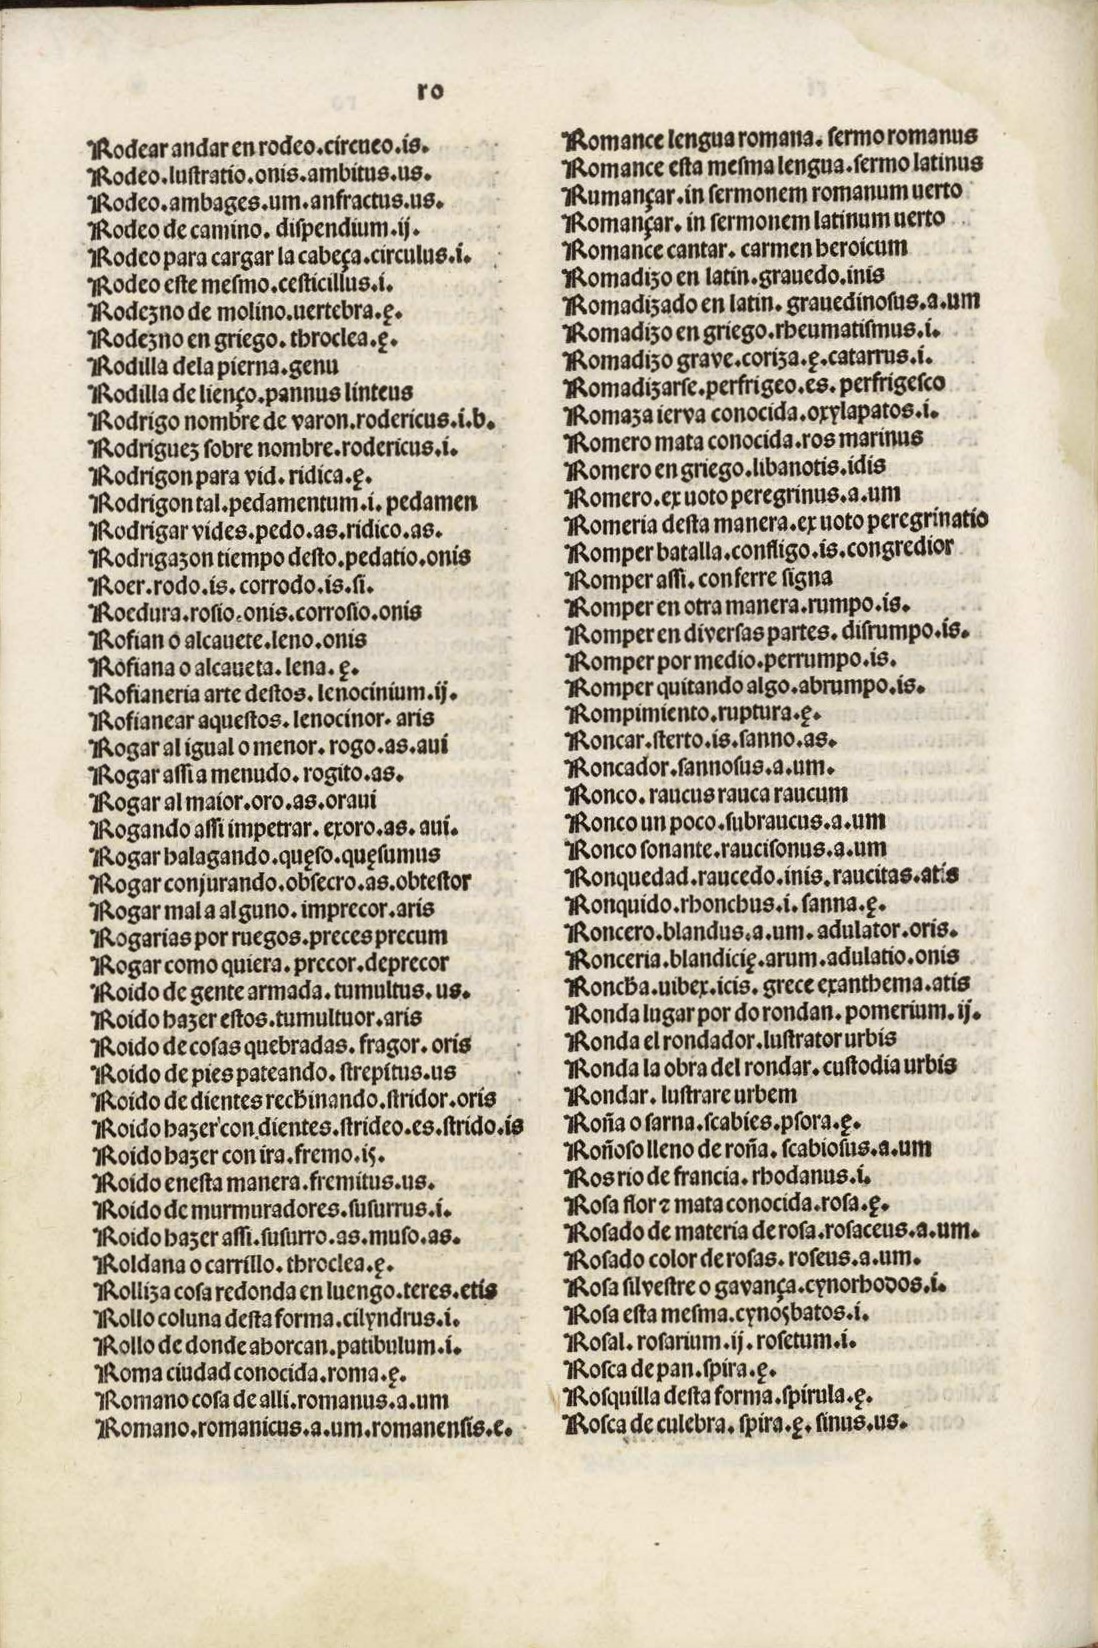 ro
Rodear andar en rodeo.circueo.is.
Rodeo.lustratio.onis.ambitus.us.
Rodeo.ambages.um.anfractus.us.
Rodeo de camino. dispendium.ij.
Rodeo para cargar la cabeça.circulus.i.
Rodeo este mesmo.cesticillus.i.
Rodezno de molino.uertebra.ę.
Rodezno en griego. throclea.ę.
Rodilla dela pierna.genu
Rodilla de lienço.pannus linteus
Rodrigo nombre de varon.rodericus.i.b.
Rodriguez sobre nombre.rodericus.i.
Rodrigon para vid. ridica.ę.
Rodrigon tal.pedamentum.i. pedamen
Rodrigar vides.pedo.as.ridico.as.
Rodrigazon tiempo desto.pedatio.onis
Roer.rodo.is. corrodo.is.si.
Roedura.rosio.onis.corrosio.onis
Rofian o alcauete.leno.onis
Rofiana o alcaueta. lena. ę.
Rofianeria arte destos. lenocinium.ij.
Rofianear aquestos. lenocinor. aris
Rogar al igual o menor. rogo.as.aui
Rogar assi a menudo. rogito.as.
Rogar al maior.oro.as.oraui
Rogando assi impetrar. exoro.as. aui.
Rogar halagando.quęso.quęsumus
Rogar conjurando.obsecro.as.obtestor
Rogar mal a alguno. imprecor.aris
Rogarias por ruegos.preces precum
Rogar como quiera. precor.deprecor
Roido de gente armada. tumultus. us.
Roido hazer estos.tumultuor.aris
Roido de cosas quebradas. fragor. oris
Roido de pies pateando. strepitus.us
Roido de dientes rechinando.stridor.oris
Roido hazer con dientes.strideo.es.strido.is
Roido hazer con ira.fremo.is.
Roido enesta manera.fremitus.us.
Roido de murmuradores.susurrus.i.
Roido hazer assi.susurro.as.muso.as.
Roldana o carrillo. throclea.ę.
Rolliza cosa redonda en luengo.teres.etis
Rollo coluna desta forma.cilyndrus.i.
Rollo de donde ahorcan.patibulum.i.
Roma ciudad conocida.roma.ę.
Romano cosa de alli.romanus.a.um
Romano.romanicus.a.um.romanensis.e.
Romance lengua romana. sermo romanus
Romance esta mesma lengua.sermo latinus
Rumançar.in sermonem romanum uerto
Romançar. in sermonem latinum uerto
Romance cantar. carmen heroicum
Romadizo en latin.grauedo.inis
Romadizado en latin. grauedinosus.a.um
Romadizo en griego.rheumatismus.i.
Romadizo grave.coriza.ę.catarrus.i.
Romadizarse.perfrigeo.es. perfrigesco
Romaza ierva conocida.oxylapatos.i.
Romero mata conocida.ros marinus
Romero en griego.libanotis.idis
Romero.ex uoto peregrinus.a.um
Romeria desta manera.ex uoto peregrinatio
Romper batalla.confligo.is.congredior
Romper assi. conferre signa
Romper en otra manera.rumpo.is.
Romper en diversas partes. disrumpo.is.
Romper por medio.perrumpo.is.
Romper quitando algo.abrumpo.is.
Rompimiento.ruptura.ę.
Roncar.sterto.is.sanno.as.
Roncador.sannosus.a.um.
Ronco. raucus rauca raucum
Ronco un poco.subraucus.a.um
Ronco sonante.raucisonus.a.um
Ronquedad.raucedo.inis.raucitas.atis
Ronquido.rhonchus.i. sanna.ę.
Roncero.blandus.a.um. adulator.oris.
Ronceria.blandicię.arum.adulatio.onis
Roncha.uibex.icis. grece exanthema.atis
Ronda lugar por do rondan. pomerium. ij.
Ronda el rondador.lustrator urbis
Ronda la obra del rondar. custodia urbis
Rondar. lustrare urbem
Roña o sarna.scabies.psora.ę.
Roñoso lleno de roña. scabiosus.a.um
Ros rio de francia. rhodanus.i.
Rosa flor ⁊ mata conocida.rosa.ę.
Rosado de materia de rosa.rosaceus.a.um.
Rosado color de rosas. roseus.a.um.
Rosa silvestre o gavança.cynorhodos.i.
Rosa esta mesma.cynosbatos.i.
Rosal. rosarium.ij.rosetum.i.
Rosca de pan.spira.ę.
Rosquilla desta forma.spirula.ę.
Rosca de culebra. spira.ę. sinus.us.